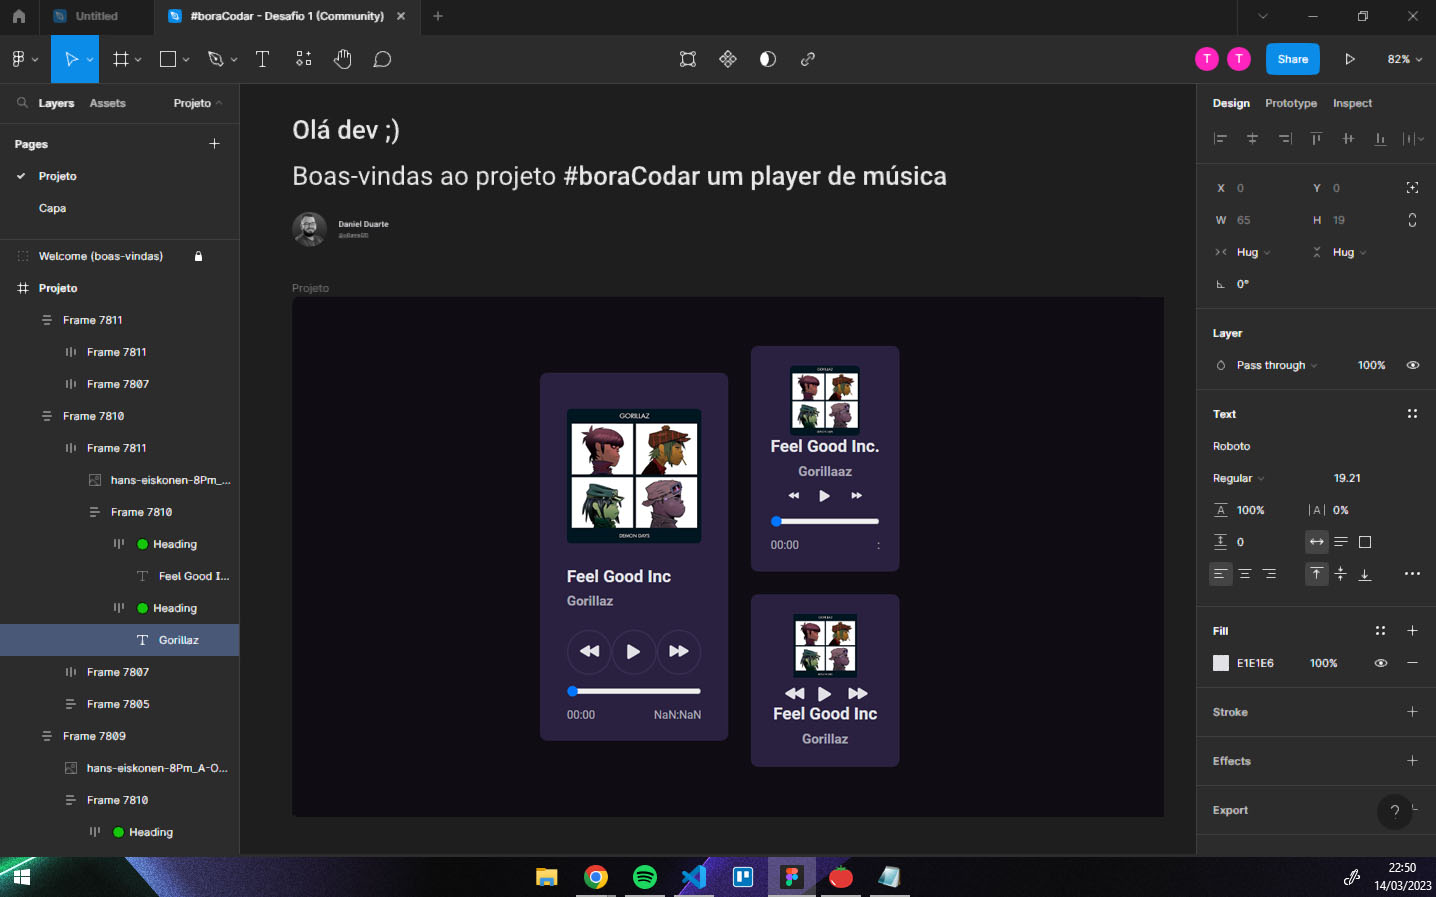 Untitled
#boraCodar - Desafio 1 (Community)
T
T
T
Share
82%
Layers
Assets
Projeto
Pages
Projeto
Capa
Welcome (boas-vindas)
Projeto
Frame 7811
Frame 7811
Frame 7807
Frame 7810
Frame 7811
hans-eiskonen-8Pm_...
Frame 7810
Heading
Feel Good I...
Heading
Gorillaz
Frame 7807
Frame 7805
Frame 7809
hans-eiskonen-8Pm_A-O...
Frame 7810
Heading
Olá dev ;)
Boas-vindas ao projeto #boraCodar um player de música
Daniel Duarte
Projeto
GORILLAZ
DEMON DAYS
Feel Good Inc
Gorillaz
00:00
NaN:NaN
GORILLAZ
Feel Good Inc.
Gorillaaz
00:00
:
Feel Good Inc
Gorillaz
Design
Prototype
Inspect
X 0
Y 0
W 65
H 19
Hug
Hug
0°
Layer
Pass through
100%
Text
Roboto
Regular
19.21
A 100%
|A| 0%
0
Fill
E1E1E6
100%
Stroke
Effects
Export
?
22:50
14/03/2023